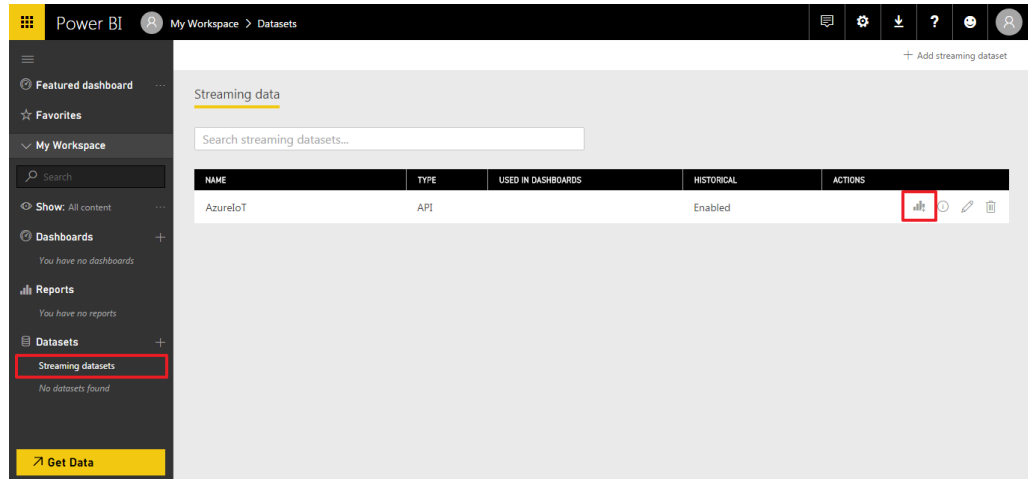 Power BI My Workspace > Datasets ?
+ Add streaming dataset
Featured dashboard ...
Favorites
My Workspace
Search
Show: All content ...
Dashboards +
You have no dashboards
Reports
You have no reports
Datasets +
Streaming datasets
No datasets found
Get Data
Streaming data
Search streaming datasets...
NAME TYPE USED IN DASHBOARDS HISTORICAL ACTIONS
AzureIoT API Enabled